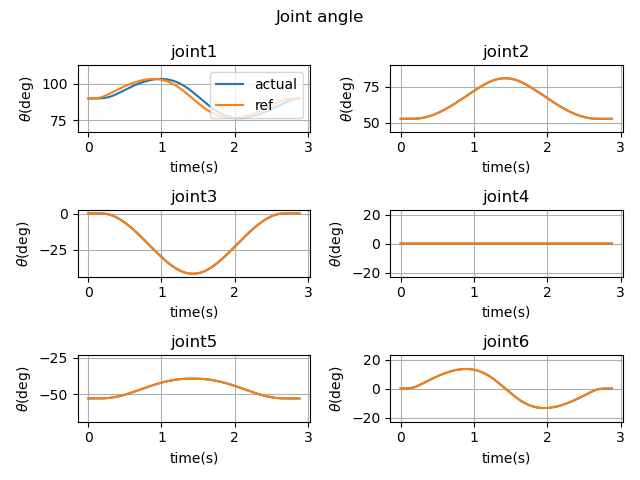 Joint angle
joint1
100
75
θ(deg)
actual
ref
0 1 2 3
time(s)
joint2
75
50
θ(deg)
0 1 2 3
time(s)
joint3
0
−25
θ(deg)
0 1 2 3
time(s)
joint4
20
0
−20
θ(deg)
0 1 2 3
time(s)
joint5
−25
−50
θ(deg)
0 1 2 3
time(s)
joint6
20
0
−20
θ(deg)
0 1 2 3
time(s)